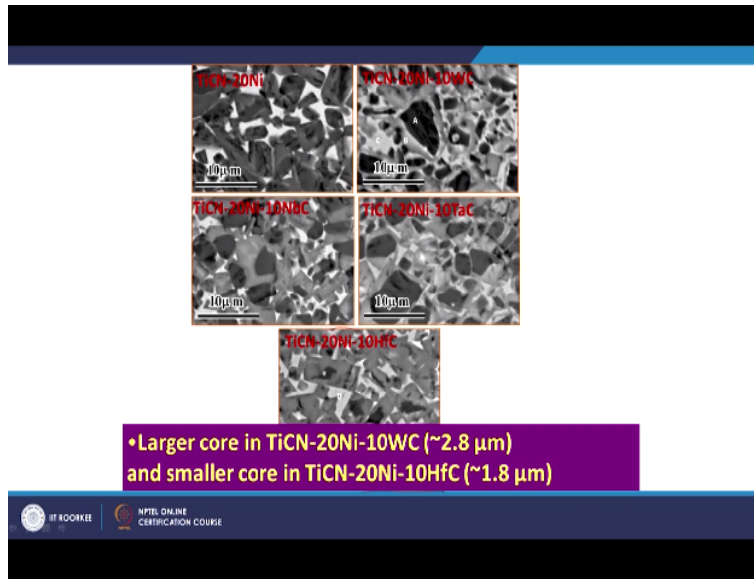 TiCN-20Ni
TiCN-20Ni-10WC
A
C
B
10μm
10μm
TiCN-20Ni-10NbC
TiCN-20Ni-10TaC
10μm
10μm
TiCN-20Ni-10HfC
•Larger core in TiCN-20Ni-10WC (~2.8 μm)
and smaller core in TiCN-20Ni-10HfC (~1.8 μm)
IIT ROORKEE
NPTEL ONLINE
CERTIFICATION COURSE